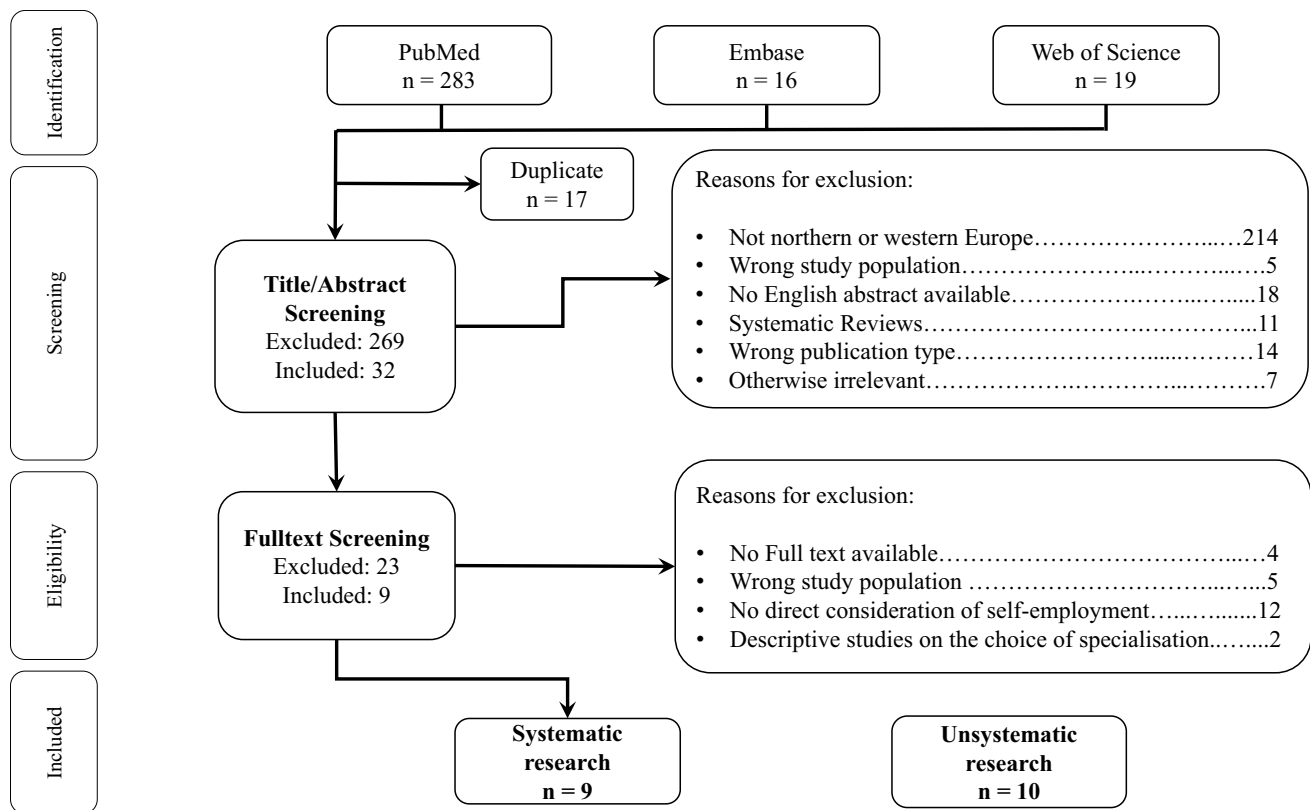 Identification
PubMed
n = 283
Embase
n = 16
Web of Science
n = 19
Screening
Duplicate
n = 17
Title/Abstract
Screening
Excluded: 269
Included: 32
Reasons for exclusion:
• Not northern or western Europe…………………...….214
• Wrong study population…………………...………...….5
• No English abstract available…………………...…......18
• Systematic Reviews……………………….………...11
• Wrong publication type…………………......………14
• Otherwise irrelevant……………….…………...……….7
Eligibility
Fulltext Screening
Excluded: 23
Included: 9
Reasons for exclusion:
• No Full text available………………………………...…4
• Wrong study population ……………………………...…..5
• No direct consideration of self-employment…..….......12
• Descriptive studies on the choice of specialisation..…....2
Included
Systematic
research
n = 9
Unsystematic
research
n = 10